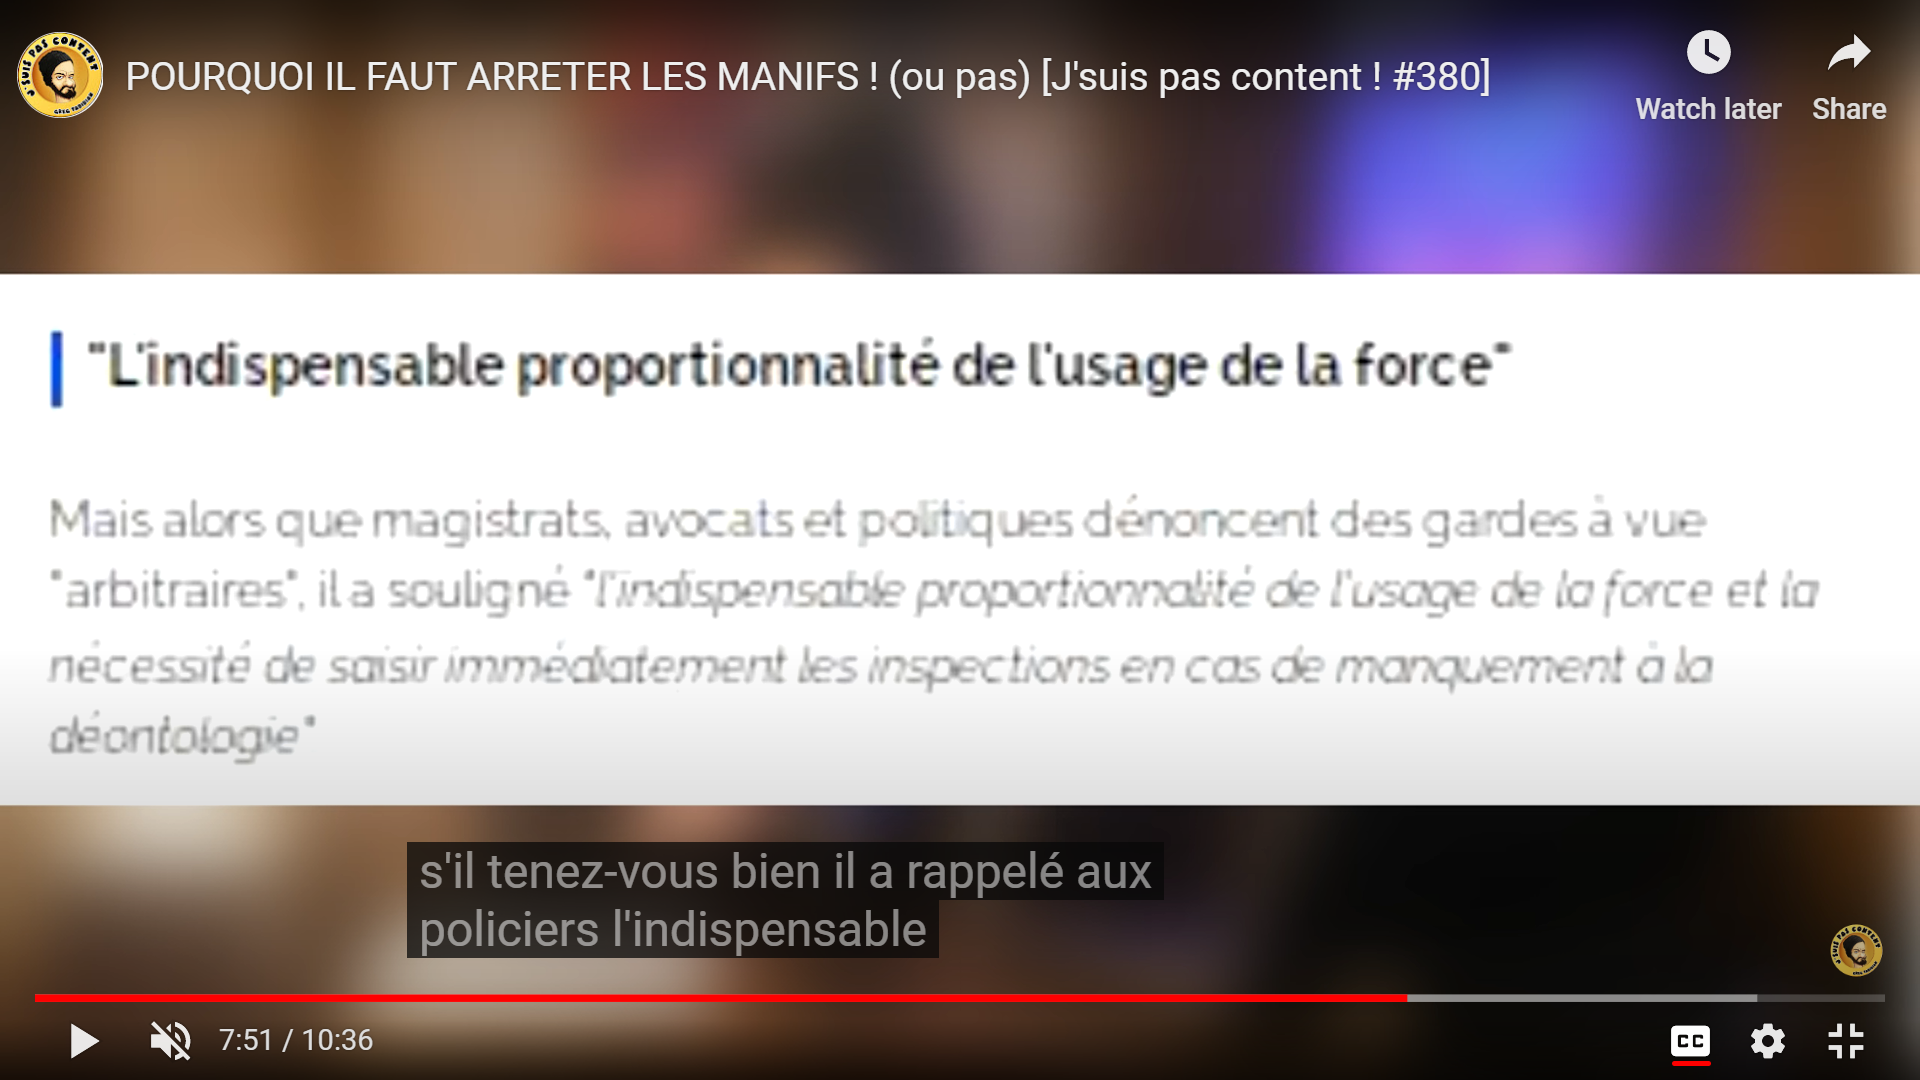 POURQUOI IL FAUT ARRETER LES MANIFS ! (ou pas) [J'suis pas content ! #380]
Watch later
Share
"L'indispensable proportionnalité de l'usage de la force"
Mais alors que magistrats, avocats et politiques dénoncent des gardes à vue
"arbitraires", il a souligné "l'indispensable proportionnalité de l'usage de la force et la
nécessité de saisir immédiatement les inspections en cas de manquement à la
déontologie"
s'il tenez-vous bien il a rappelé aux
policiers l'indispensable
7:51 / 10:36
CC